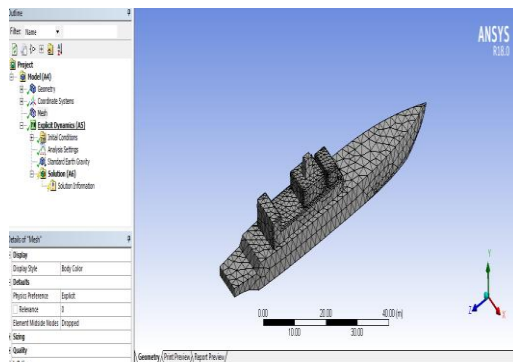 Outline
Filter: Name
Project
Model (A4)
Geometry
Coordinate Systems
Mesh
Explicit Dynamics (A5)
Initial Conditions
Analysis Settings
Standard Earth Gravity
Solution (A6)
Solution Information
Details of "Mesh"
Display
Display Style Body Color
Defaults
Physics Preference Explicit
Relevance 0
Element Midside Nodes Dropped
Sizing
Quality
ANSYS
R18.0
0.00 20.00 40.00 (m)
10.00 30.00
Y
X
Geometry Print Preview Report Preview